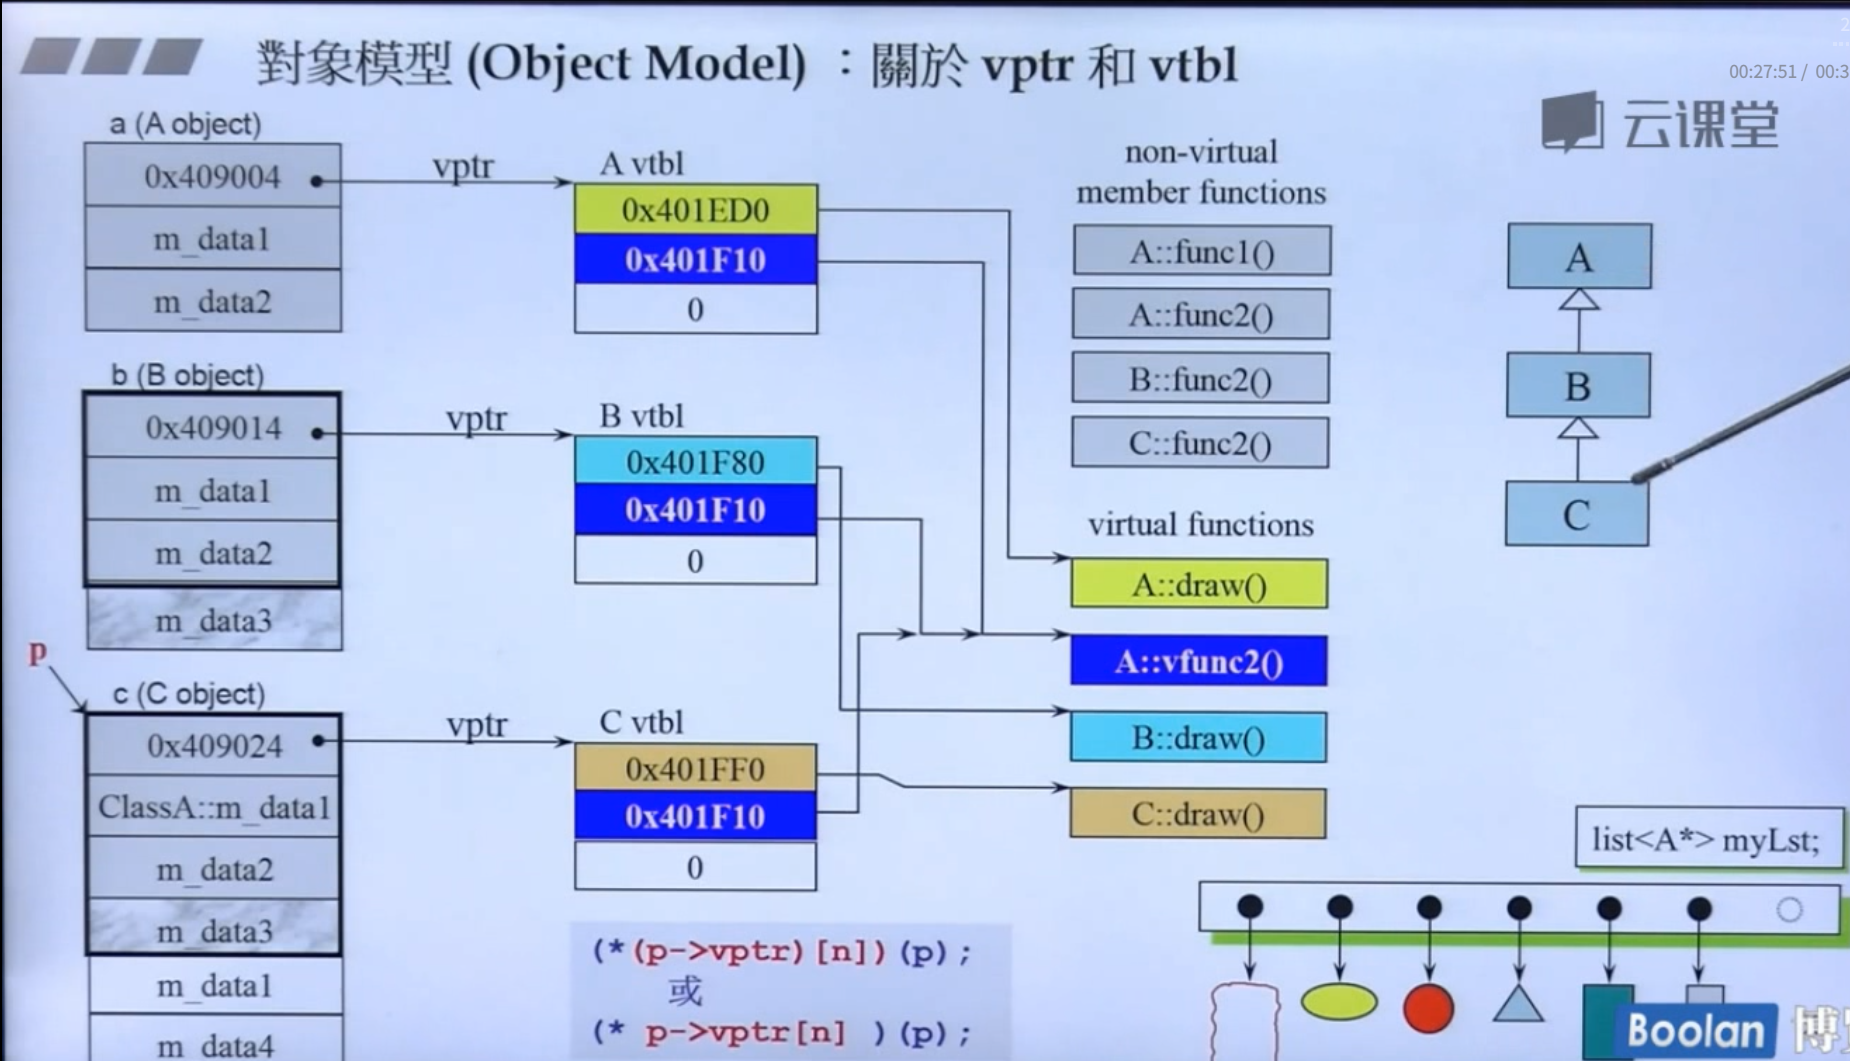 對象模型 (Object Model) ：關於 vptr 和 vtbl
00:27:51 / 00:3
云课堂
a (A object)
0x409004
m_data1
m_data2
vptr
A vtbl
0x401ED0
0x401F10
0
b (B object)
0x409014
m_data1
m_data2
m_data3
vptr
B vtbl
0x401F80
0x401F10
0
p
c (C object)
0x409024
ClassA::m_data1
m_data2
m_data3
m_data1
m_data4
vptr
C vtbl
0x401FF0
0x401F10
0
(*(p->vptr)[n])(p);
或
(* p->vptr[n] )(p);
non-virtual
member functions
A::func1()
A::func2()
B::func2()
C::func2()
virtual functions
A::draw()
A::vfunc2()
B::draw()
C::draw()
A
B
C
list<A*> myLst;
Boolan 博